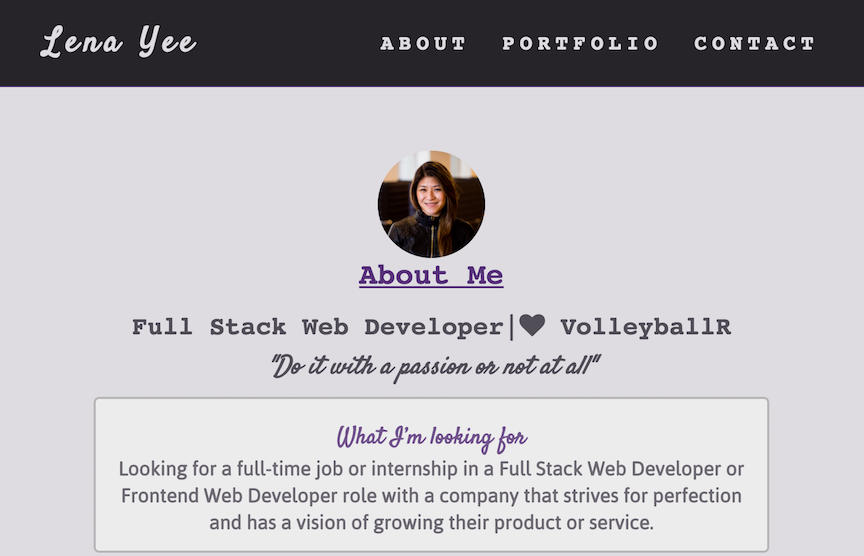 Lena Yee
ABOUT PORTFOLIO CONTACT
About Me
Full Stack Web Developer|♥ VolleyballR
"Do it with a passion or not at all"
What I'm looking for
Looking for a full-time job or internship in a Full Stack Web Developer or
Frontend Web Developer role with a company that strives for perfection
and has a vision of growing their product or service.